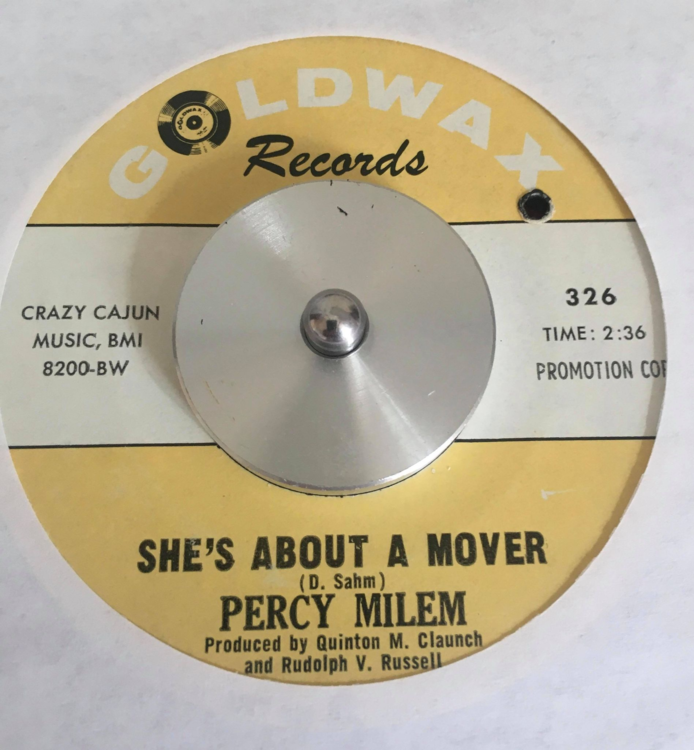 GOLDWAX
Records
CRAZY CAJUN
MUSIC, BMI
8200-BW
326
TIME: 2:36
PROMOTION COP
SHE'S ABOUT A MOVER
(D. Sahm)
PERCY MILEM
Produced by Quinton M. Claunch
and Rudolph V. Russell